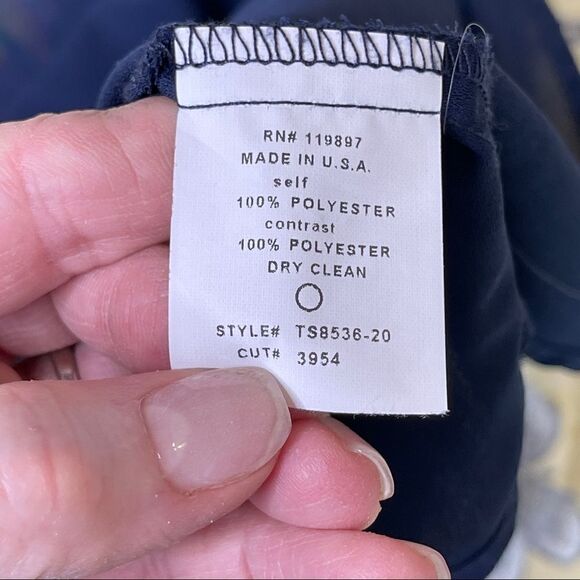 RN# 119897
MADE IN U.S.A.
self
100% POLYESTER
contrast
100% POLYESTER
DRY CLEAN
STYLE# TS8536-20
CUT# 3954